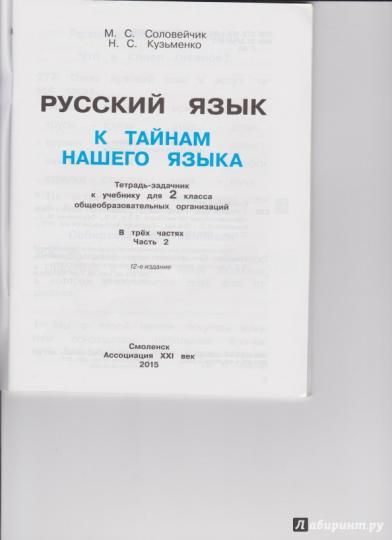 М. С. Соловейчик
Н. С. Кузьменко
РУССКИЙ ЯЗЫК
К ТАЙНАМ
НАШЕГО ЯЗЫКА
Тетрадь-задачник
к учебнику для 2 класса
общеобразовательных организаций
В трёх частях
Часть 2
12-е издание
Смоленск
Ассоциация XXI век
2015
Лабиринт.ру